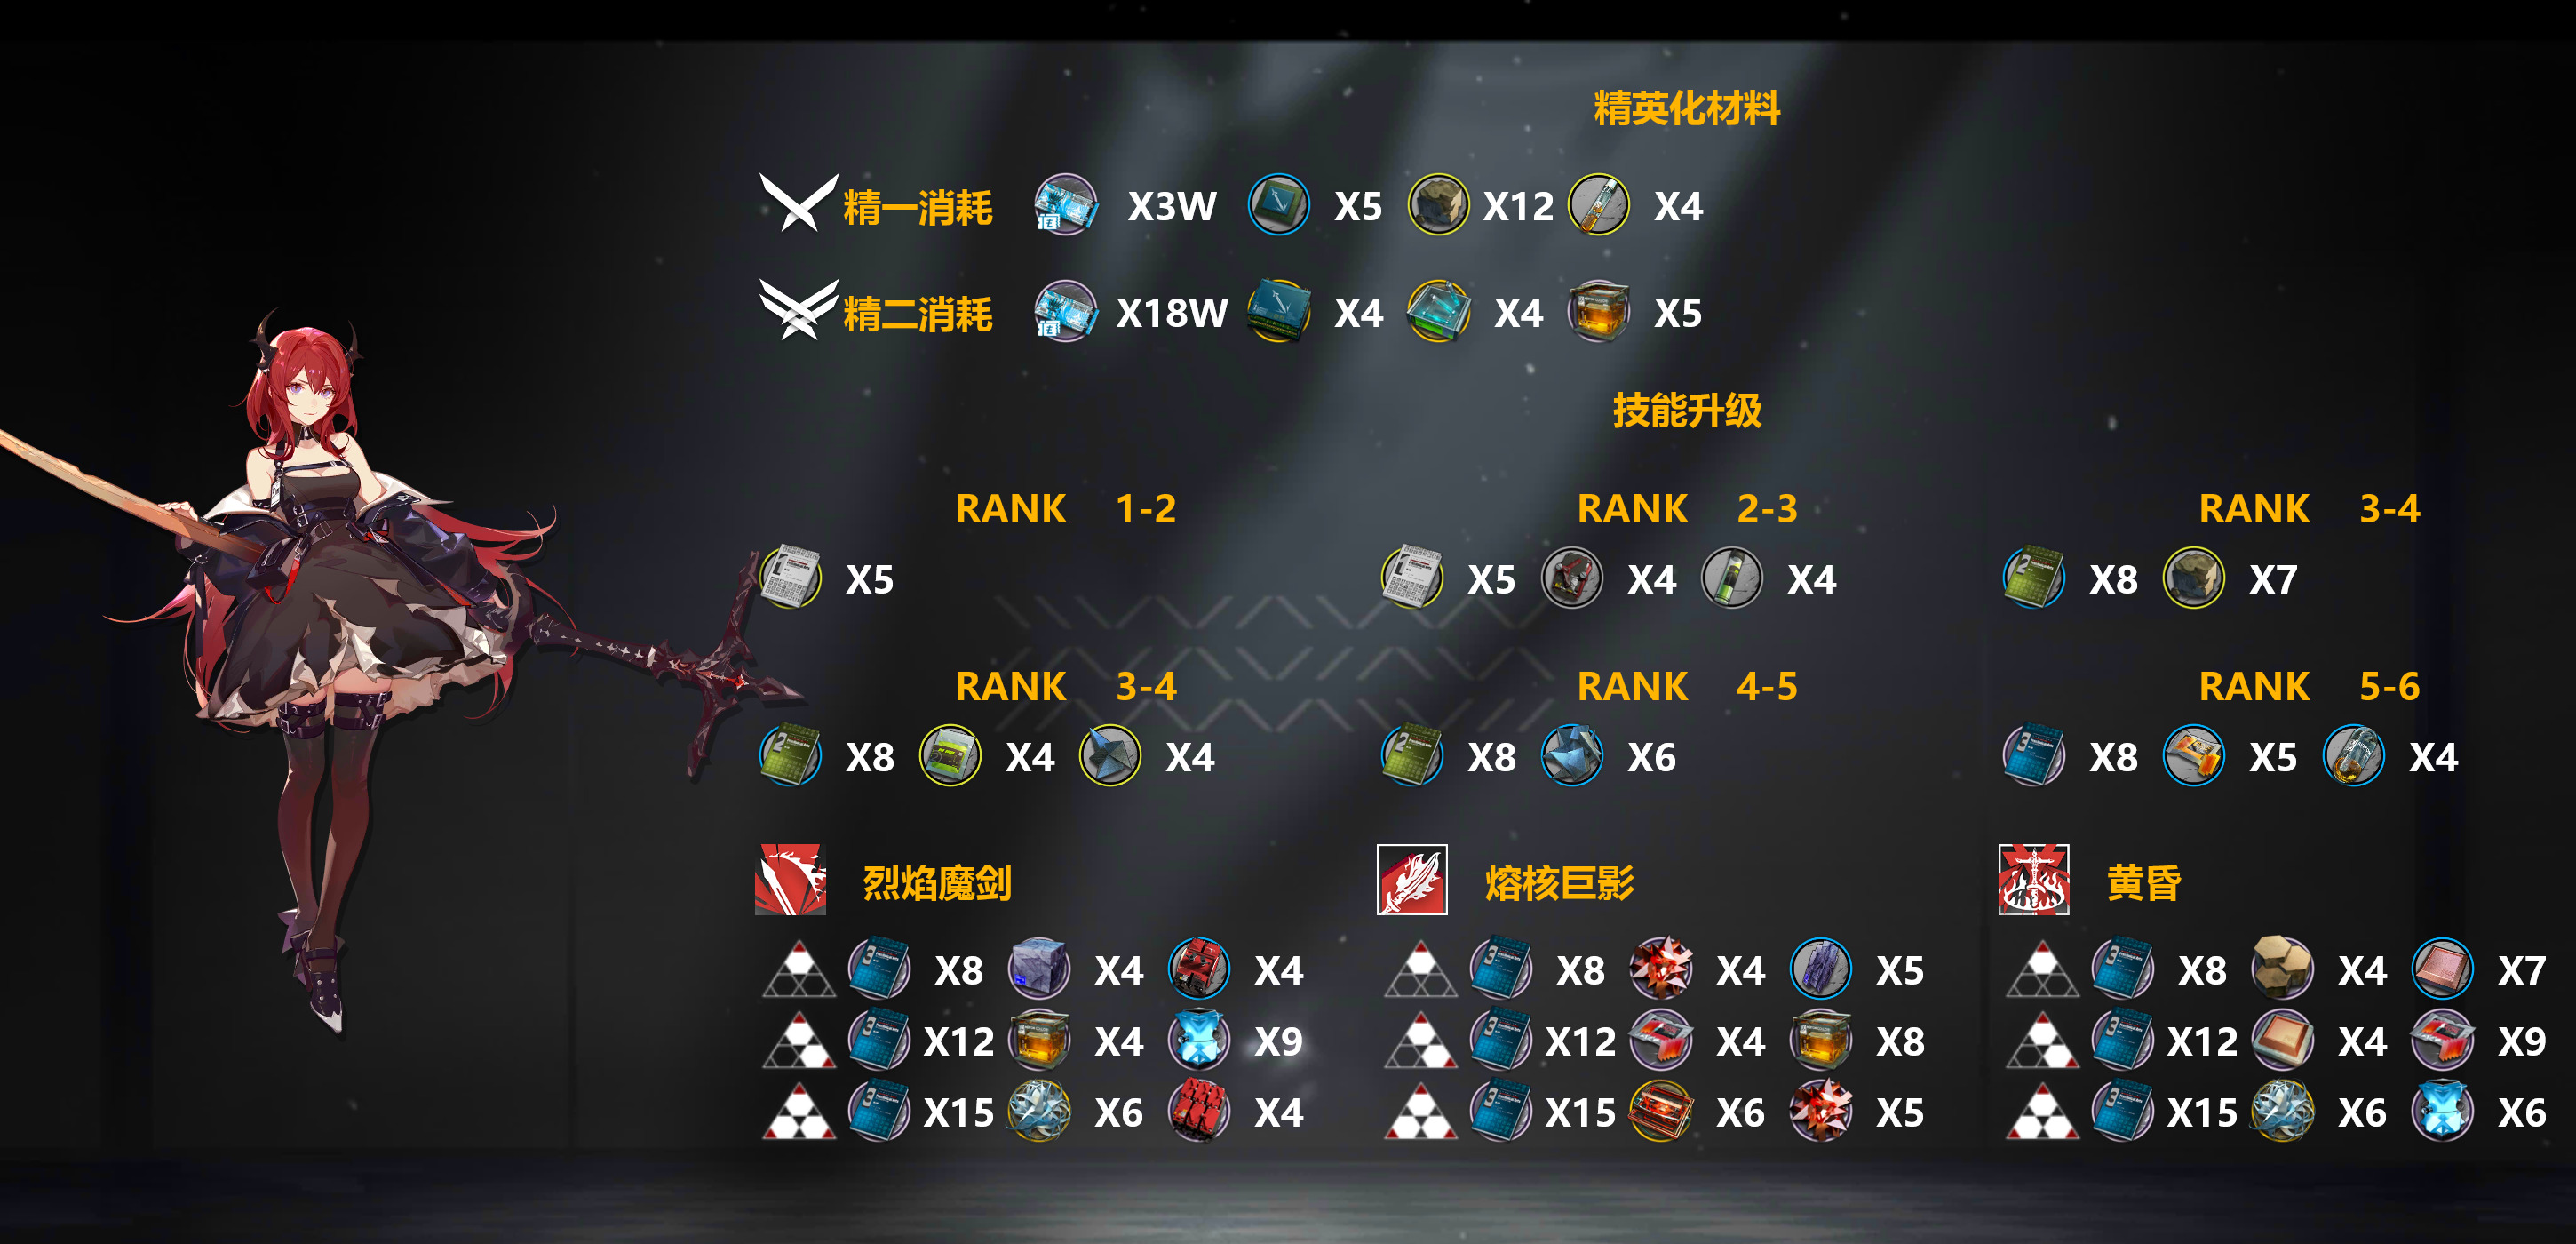 精英化材料
精一消耗 X3W X5 X12 X4
精二消耗 X18W X4 X4 X5
技能升级
RANK 1-2 RANK 2-3 RANK 3-4
X5 X5 X4 X4 X8 X7
RANK 3-4 RANK 4-5 RANK 5-6
X8 X4 X4 X8 X6 X8 X5 X4
烈焰魔剑 熔核巨影 黄昏
X8 X4 X4 X8 X4 X5 X8 X4 X7
X12 X4 X9 X12 X4 X8 X12 X4 X9
X15 X6 X4 X15 X6 X5 X15 X6 X6